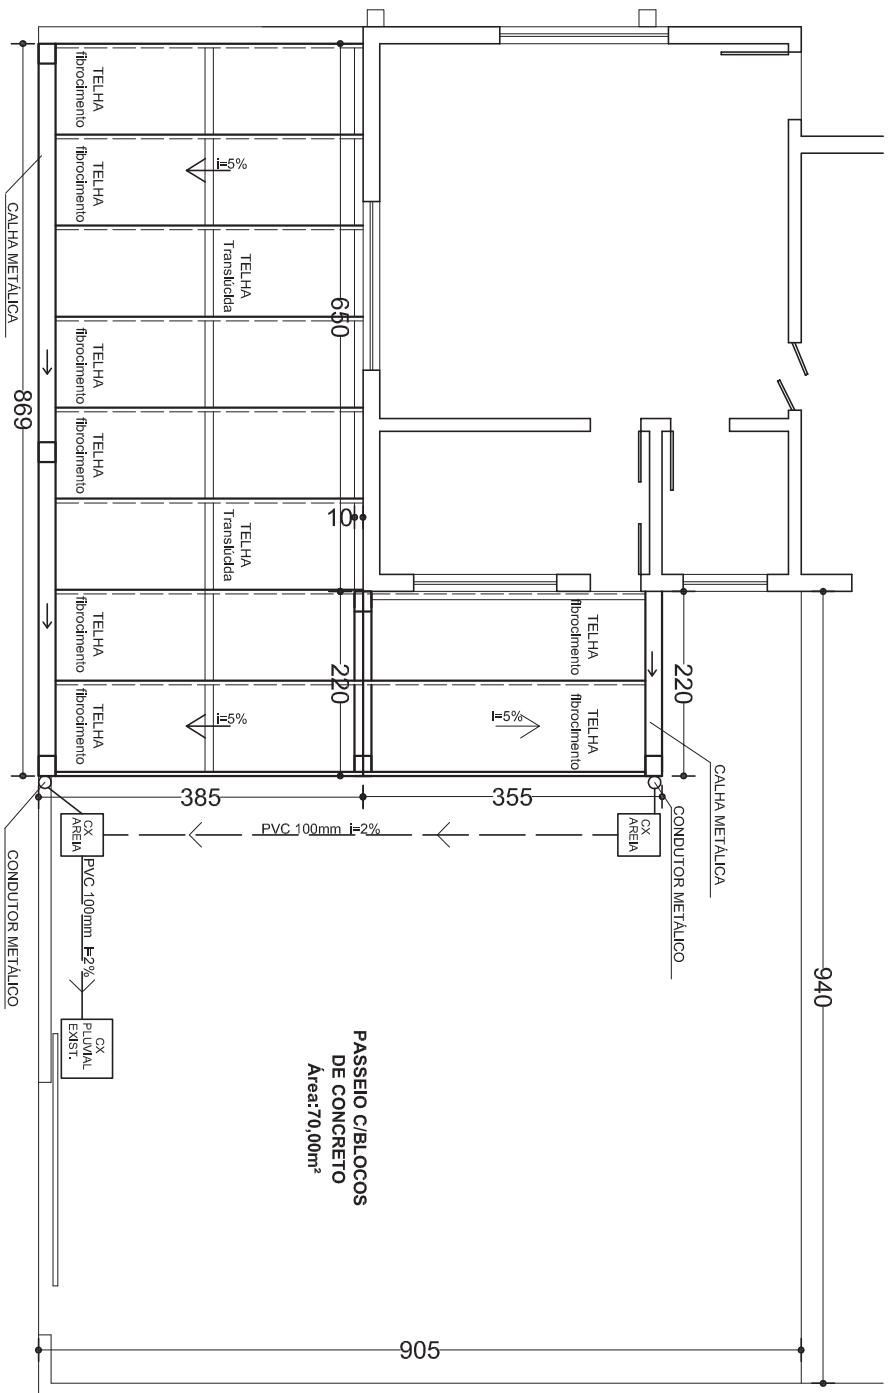 TELHA
fibrocimento
TELHA
fibrocimento
i=5%
TELHA
Translúcida
CALHA METÁLICA
650
TELHA
fibrocimento
869
TELHA
fibrocimento
TELHA
Translúcida
10
TELHA
fibrocimento
TELHA
fibrocimento
220
220
TELHA
fibrocimento
i=5%
i=5%
TELHA
fibrocimento
385
355
CALHA METÁLICA
CX
AREIA
PVC 100mm i=2%
CX
AREIA
CONDUTOR METÁLICO
CONDUTOR METÁLICO
PVC 100mm i=2%
940
CX
PLUVIAL
EXIST.
PASSEIO C/BLOCOS
DE CONCRETO
Área:70,00m²
905